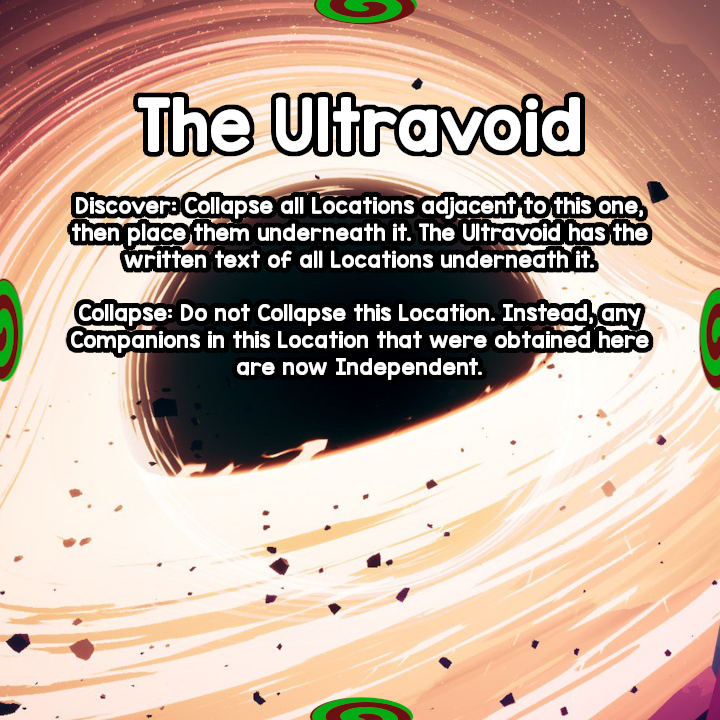 The Ultravoid
Discover: Collapse all Locations adjacent to this one,
then place them underneath it. The Ultravoid has the
written text of all Locations underneath it.
Collapse: Do not Collapse this Location. Instead, any
Companions in this Location that were obtained here
are now Independent.